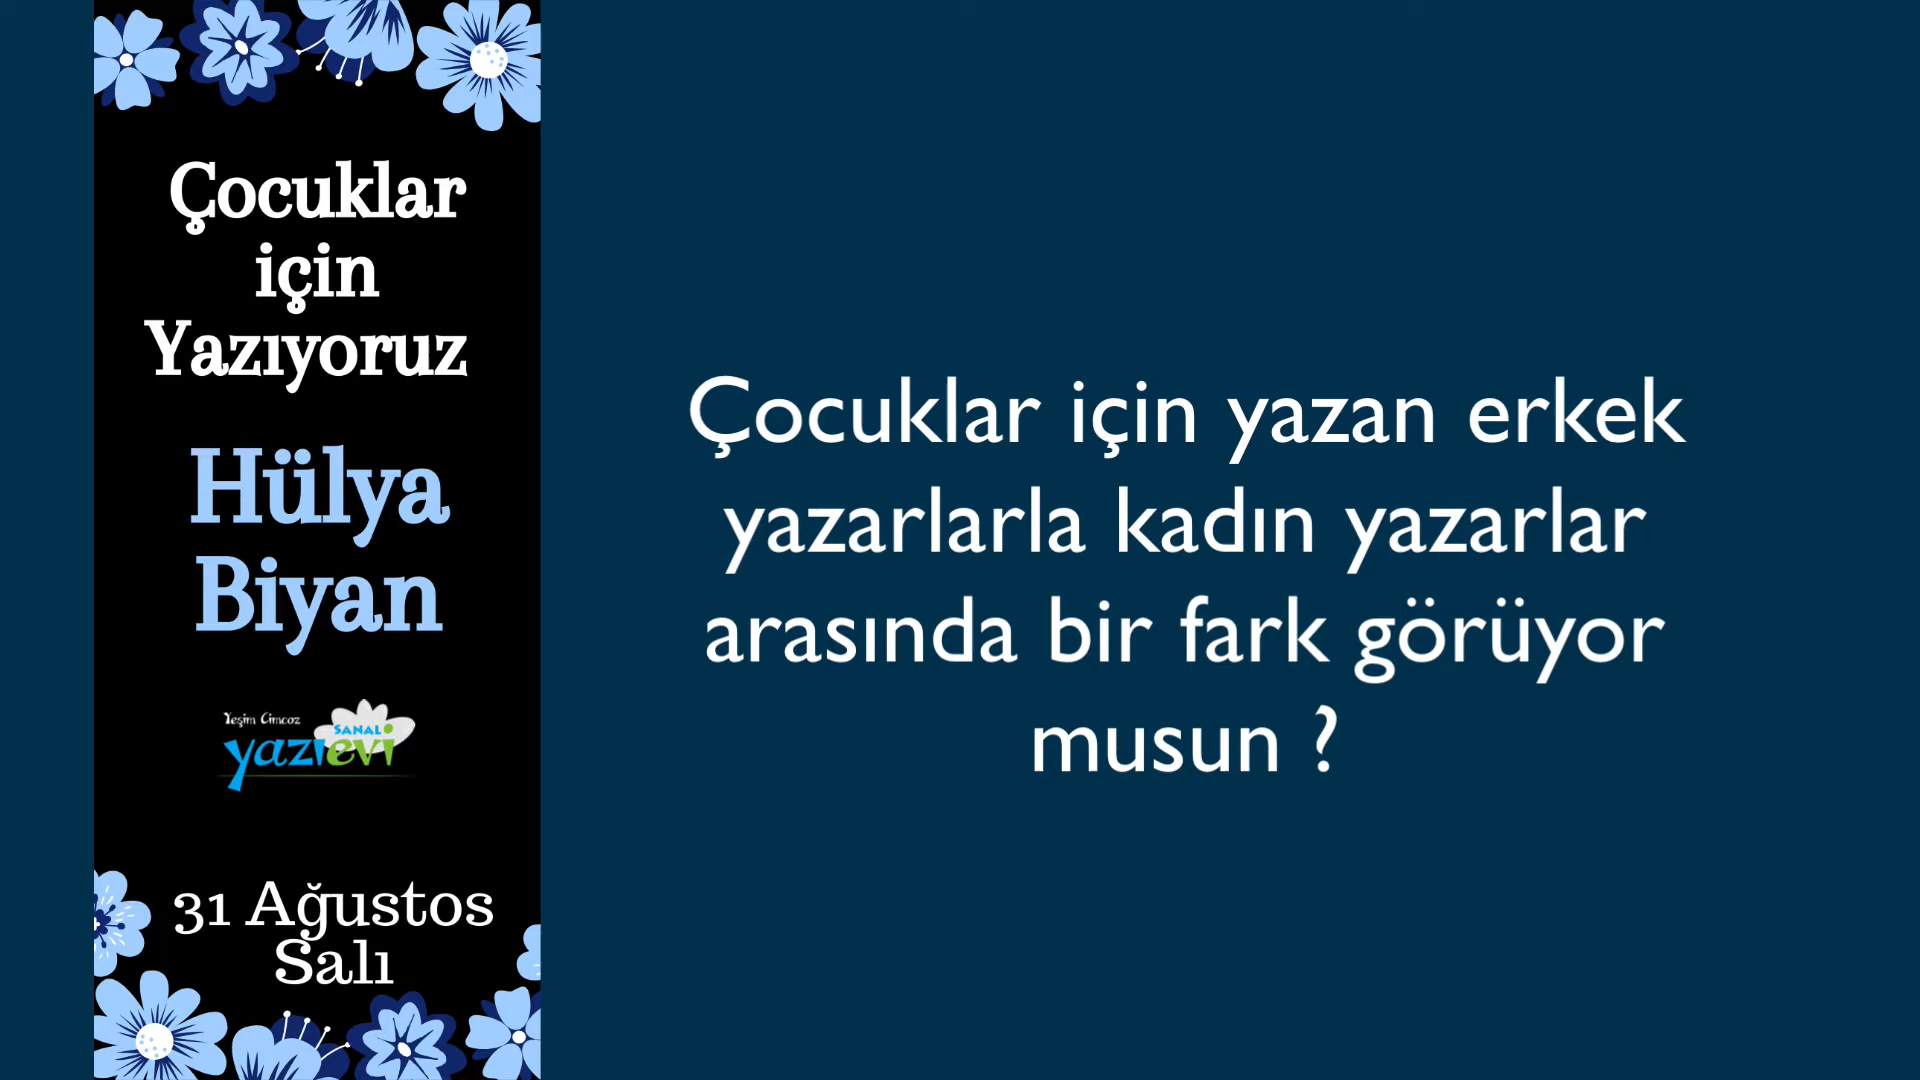 Çocuklar
için
Yazıyoruz
Hülya
Biyan
Yeşim Cimcoz
SANAL
yazıevi
31 Ağustos
Salı
Çocuklar için yazan erkek
yazarlarla kadın yazarlar
arasında bir fark görüyor
musun ?